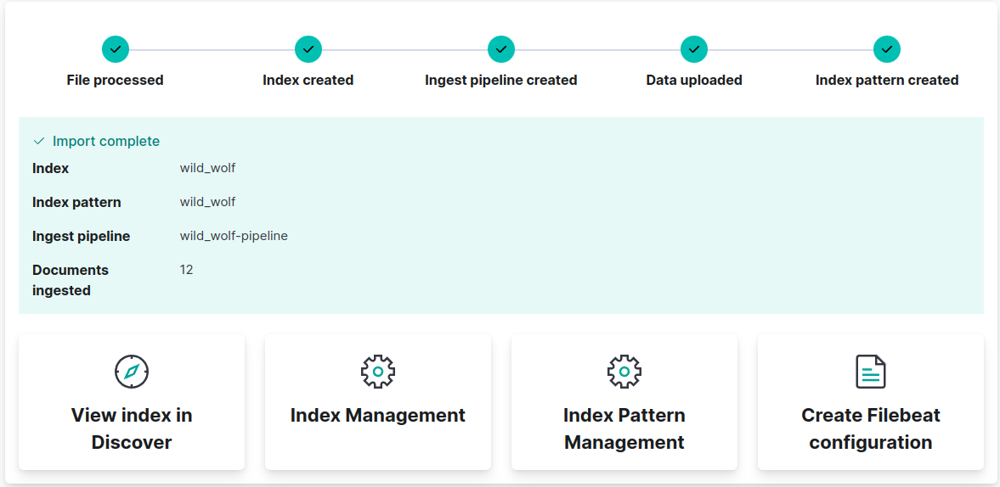 File processed
Index created
Ingest pipeline created
Data uploaded
Index pattern created
Import complete
Index wild_wolf
Index pattern wild_wolf
Ingest pipeline wild_wolf-pipeline
Documents 12
ingested
View index in
Discover
Index Management
Index Pattern
Management
Create Filebeat
configuration